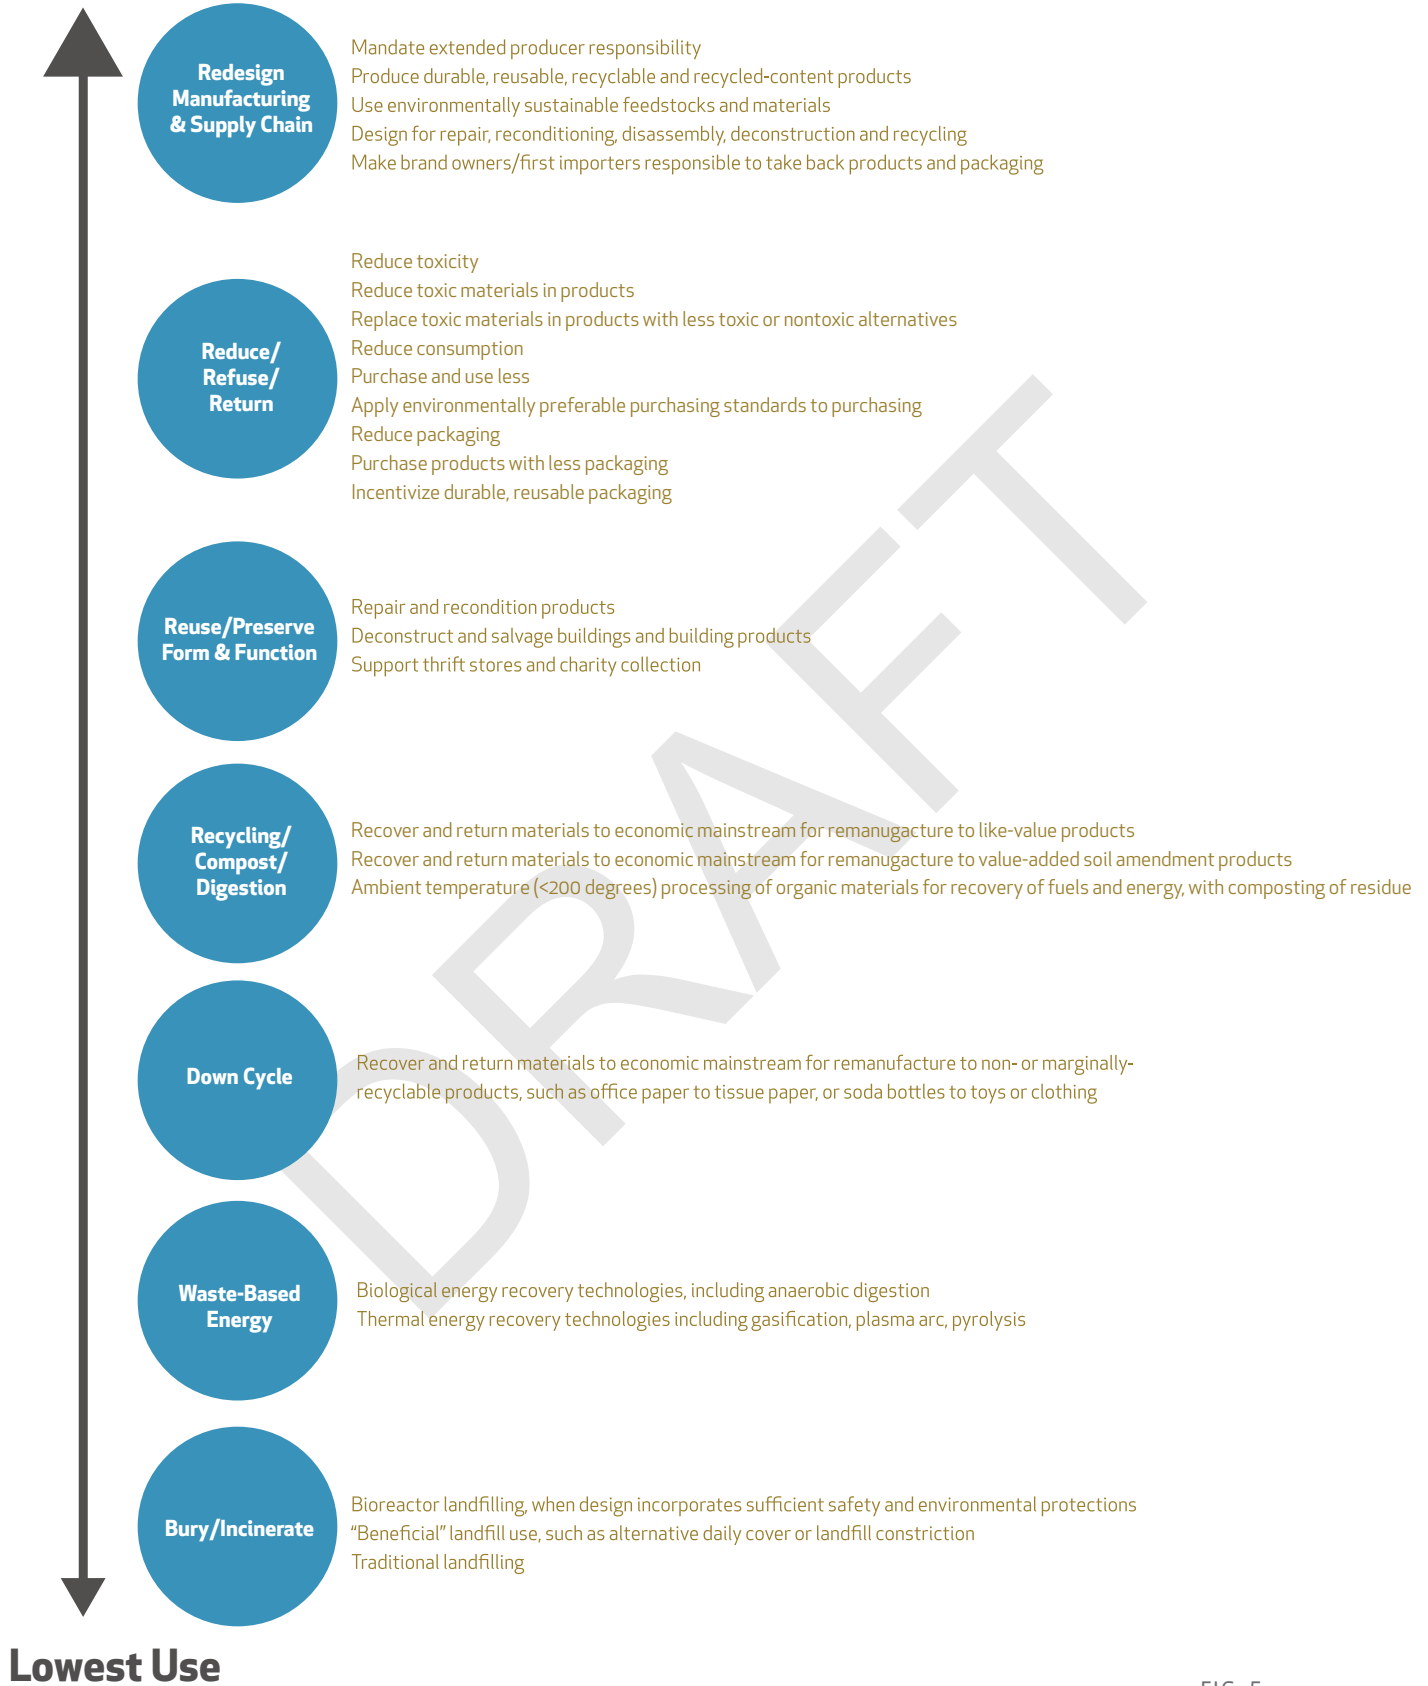 Redesign
Manufacturing
& Supply Chain
Mandate extended producer responsibility
Produce durable, reusable, recyclable and recycled-content products
Use environmentally sustainable feedstocks and materials
Design for repair, reconditioning, disassembly, deconstruction and recycling
Make brand owners/first importers responsible to take back products and packaging
Reduce/
Refuse/
Return
Reduce toxicity
Reduce toxic materials in products
Replace toxic materials in products with less toxic or nontoxic alternatives
Reduce consumption
Purchase and use less
Apply environmentally preferable purchasing standards to purchasing
Reduce packaging
Purchase products with less packaging
Incentivize durable, reusable packaging
Reuse/Preserve
Form & Function
Repair and recondition products
Deconstruct and salvage buildings and building products
Support thrift stores and charity collection
Recycling/
Compost/
Digestion
Recover and return materials to economic mainstream for remanugacture to like-value products
Recover and return materials to economic mainstream for remanugacture to value-added soil amendment products
Ambient temperature (<200 degrees) processing of organic materials for recovery of fuels and energy, with composting of residue
Down Cycle
Recover and return materials to economic mainstream for remanufacture to non- or marginally-
recyclable products, such as office paper to tissue paper, or soda bottles to toys or clothing
Waste-Based
Energy
Biological energy recovery technologies, including anaerobic digestion
Thermal energy recovery technologies including gasification, plasma arc, pyrolysis
Bury/Incinerate
Bioreactor landfilling, when design incorporates sufficient safety and environmental protections
“Beneficial” landfill use, such as alternative daily cover or landfill constriction
Traditional landfilling
Lowest Use
DRAFT